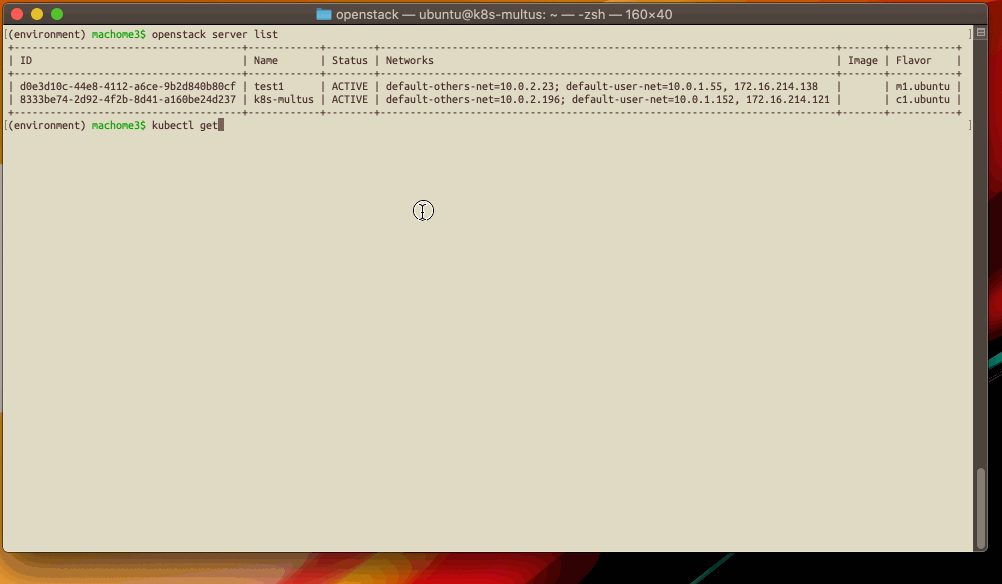 openstack — ubuntu@k8s-multus: ~ — -zsh — 160×40
[(environment) machome3$ openstack server list ]
+--------------------------------------+------------+--------+----------------------------------------------------------------------------+-------+-----------+
| ID | Name | Status | Networks | Image | Flavor |
+--------------------------------------+------------+--------+----------------------------------------------------------------------------+-------+-----------+
| d0e3d10c-44e8-4112-a6ce-9b2d840b80cf | test1 | ACTIVE | default-others-net=10.0.2.23; default-user-net=10.0.1.55, 172.16.214.138 | | m1.ubuntu |
| 8333be74-2d92-4f2b-8d41-a160be24d237 | k8s-multus | ACTIVE | default-others-net=10.0.2.196; default-user-net=10.0.1.152, 172.16.214.121 | | c1.ubuntu |
+--------------------------------------+------------+--------+----------------------------------------------------------------------------+-------+-----------+
[(environment) machome3$ kubectl get ]